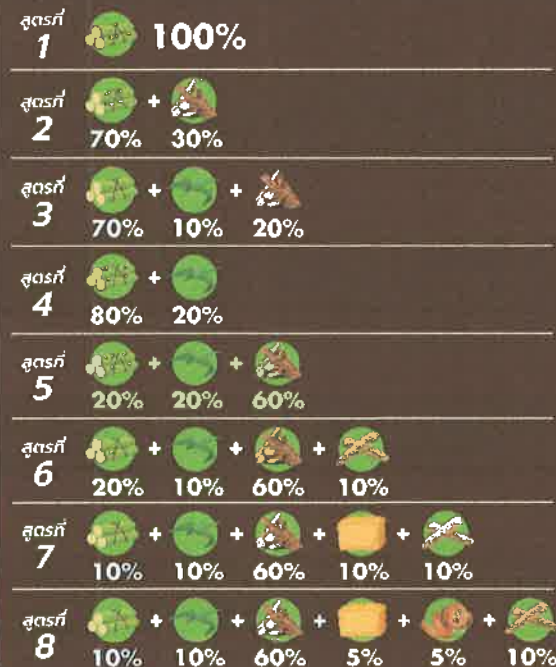 สูตรที่
1
100%
สูตรที่
2
+
70% 30%
สูตรที่
3
+ +
70% 10% 20%
สูตรที่
4
+
80% 20%
สูตรที่
5
+ +
20% 20% 60%
สูตรที่
6
+ + +
20% 10% 60% 10%
สูตรที่
7
+ + + +
10% 10% 60% 10% 10%
สูตรที่
8
+ + + + +
10% 10% 60% 5% 5% 10%